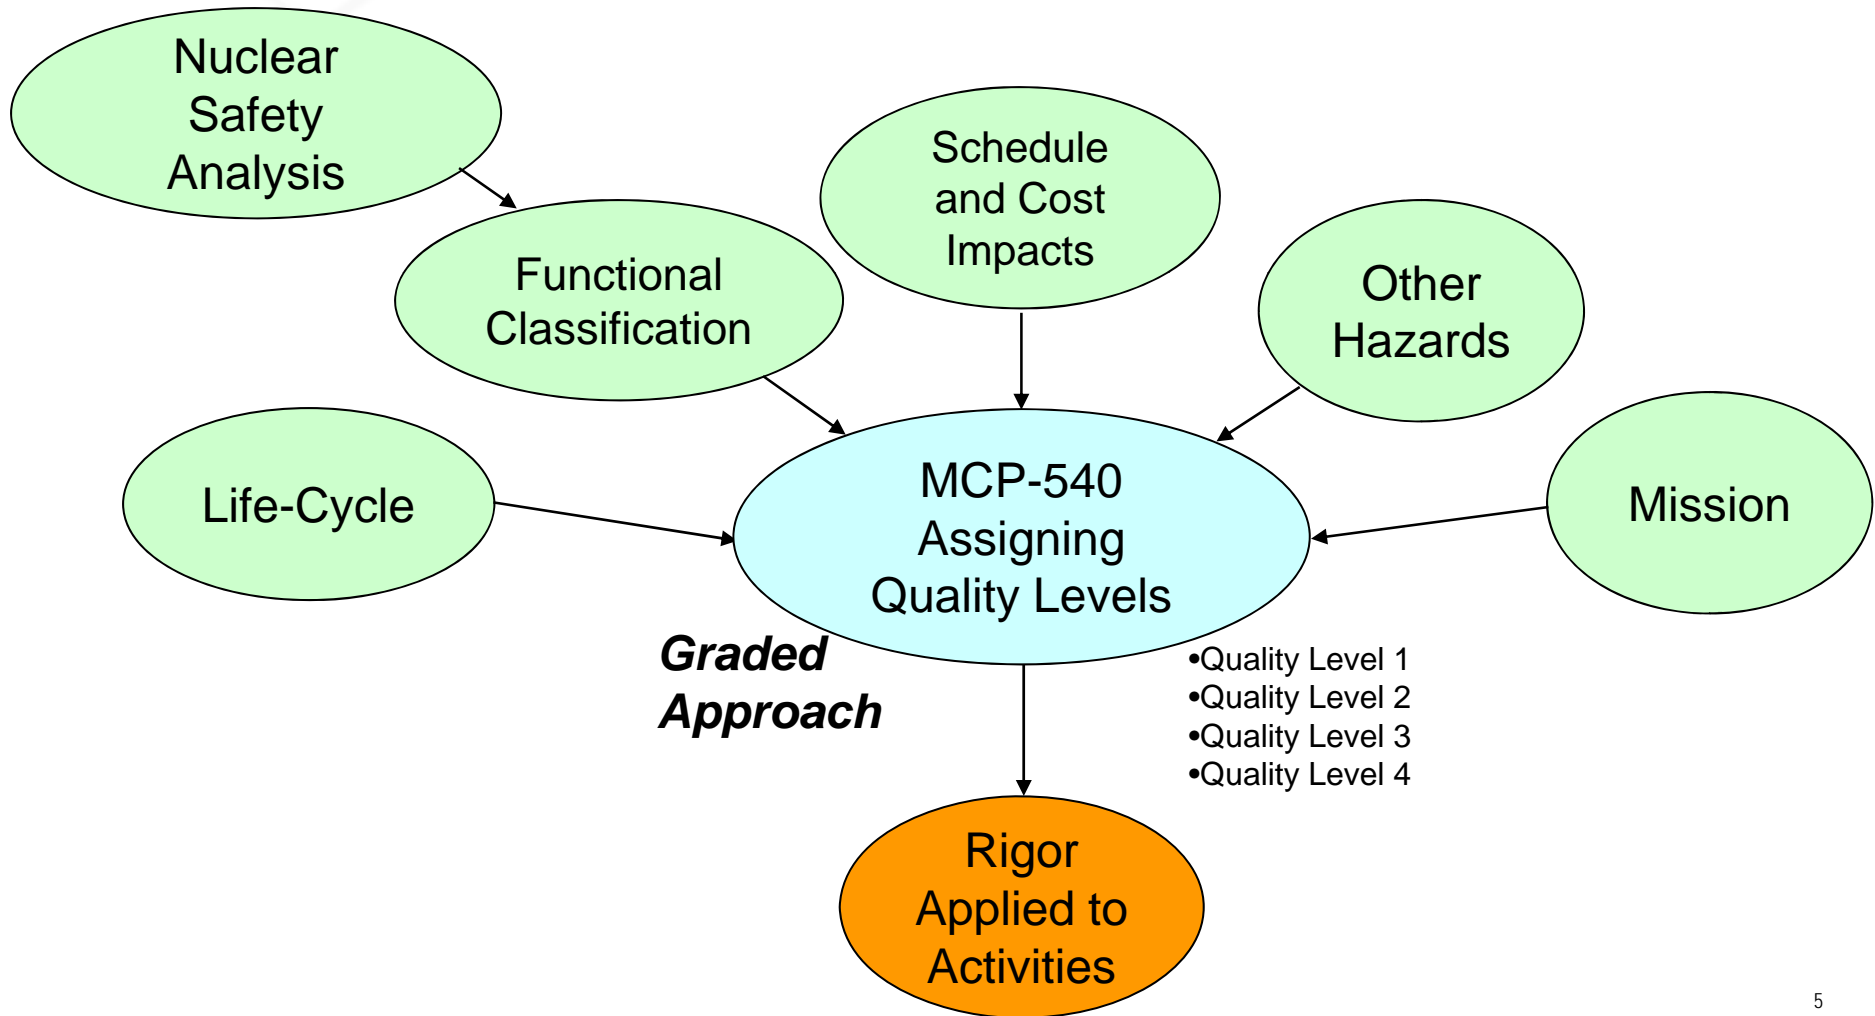 Nuclear
Safety
Analysis
Schedule
and Cost
Impacts
Functional
Classification
Other
Hazards
Life-Cycle
MCP-540
Assigning
Quality Levels
Mission
Graded
Approach
•Quality Level 1
•Quality Level 2
•Quality Level 3
•Quality Level 4
Rigor
Applied to
Activities
5